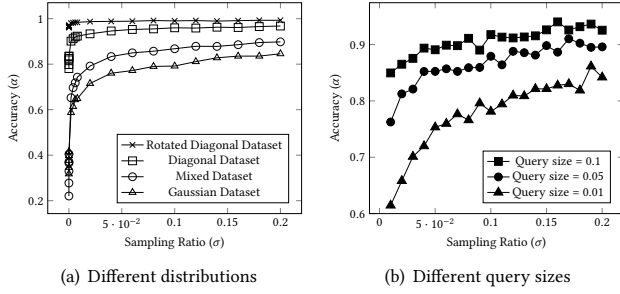 1
0.8
0.6
0.4
0.2
Accuracy (α)
0
5 · 10⁻²
0.1
0.15
0.2
Sampling Ratio (σ)
Rotated Diagonal Dataset
Diagonal Dataset
Mixed Dataset
Gaussian Dataset
(a) Different distributions
0.9
0.8
0.7
0.6
Accuracy (α)
0
5 · 10⁻²
0.1
0.15
0.2
Sampling Ratio (σ)
Query size = 0.1
Query size = 0.05
Query size = 0.01
(b) Different query sizes